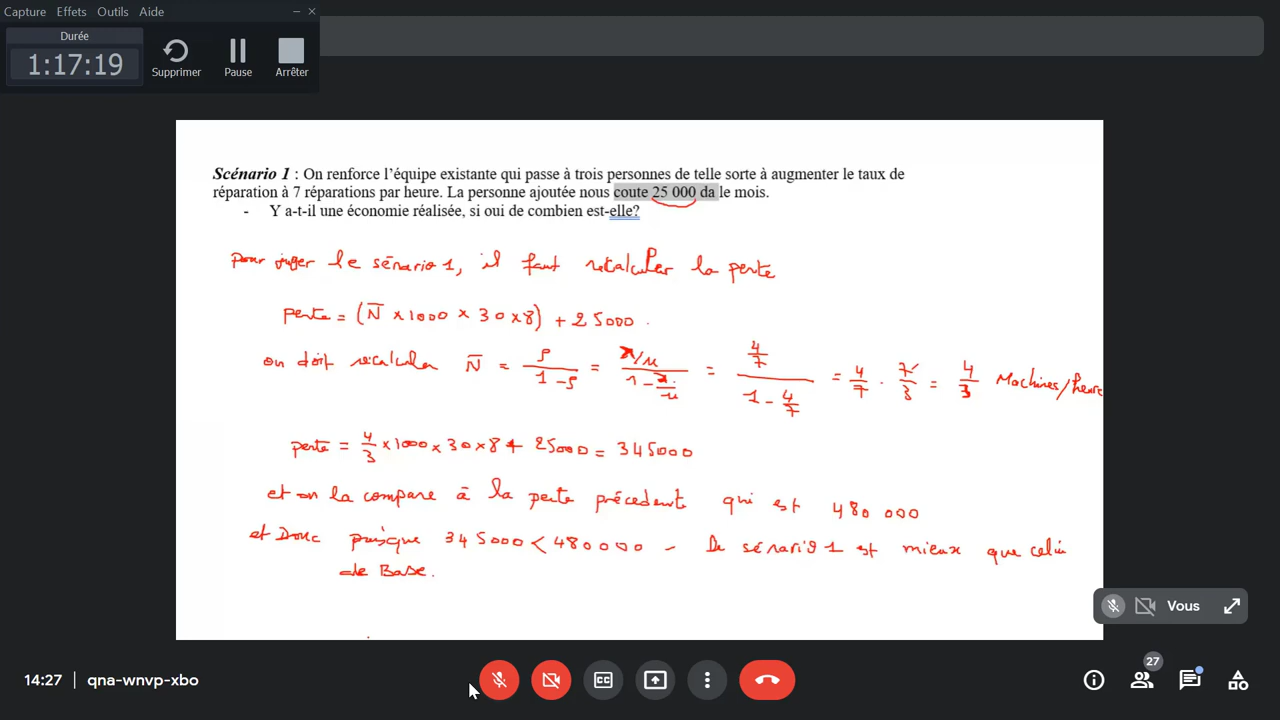 Capture Effets Outils Aide
Durée
1:17:19
Supprimer Pause Arrêter
Scénario 1 : On renforce l'équipe existante qui passe à trois personnes de telle sorte à augmenter le taux de
réparation à 7 réparations par heure. La personne ajoutée nous coute 25 000 da le mois.
- Y a-t-il une économie réalisée, si oui de combien est-elle?
Pour juger le sénario 1, il faut recalculer la perte
perte = (N̄ × 1000 × 30 × 8) + 25000
on doit recalculer N̄ = ρ/(1-ρ) = (λ/μ)/(1-λ/μ) = (4/7)/(1-4/7) = 4/7 . 7/3 = 4/3 Machines/heure
perte = 4/3 × 1000 × 30 × 8 + 25000 = 345000
et on la compare à la perte précedente qui est 480 000
et Donc puisque 345000 < 480000 - le sénario 1 est mieux que celui
de Base.
Vous
14:27 | qna-wnvp-xbo
27